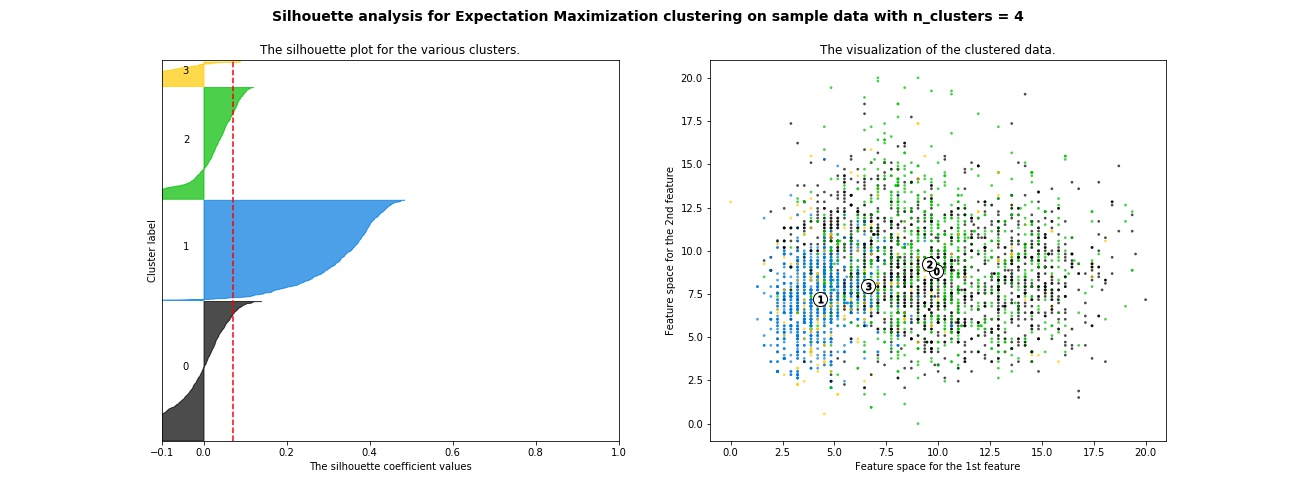 Silhouette analysis for Expectation Maximization clustering on sample data with n_clusters = 4
The silhouette plot for the various clusters.
3
2
1
0
Cluster label
−0.1 0.0 0.2 0.4 0.6 0.8 1.0
The silhouette coefficient values
The visualization of the clustered data.
20.0
17.5
15.0
12.5
10.0
7.5
5.0
2.5
0.0
Feature space for the 2nd feature
2
0
3
1
0.0 2.5 5.0 7.5 10.0 12.5 15.0 17.5 20.0
Feature space for the 1st feature